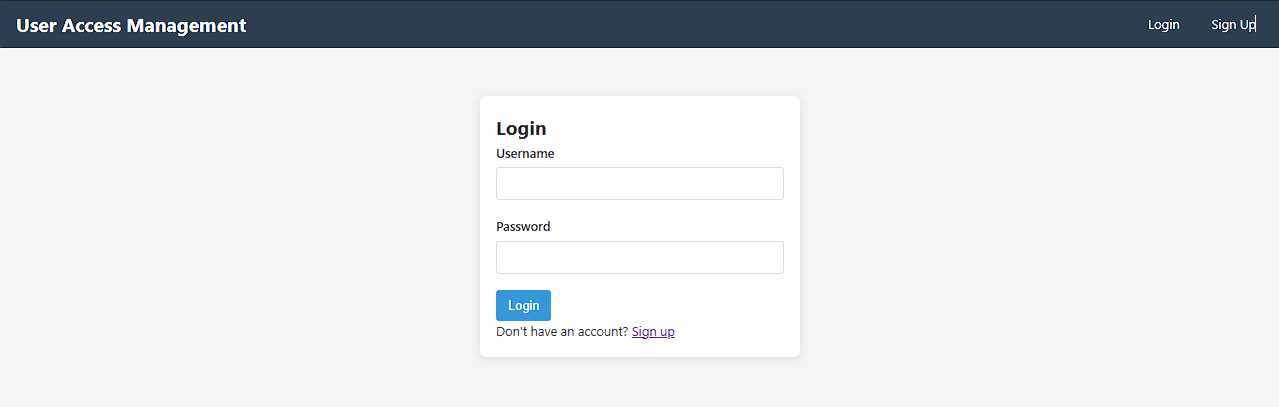 User Access Management Login Sign Up
Login
Username
Password
Login
Don't have an account? Sign up